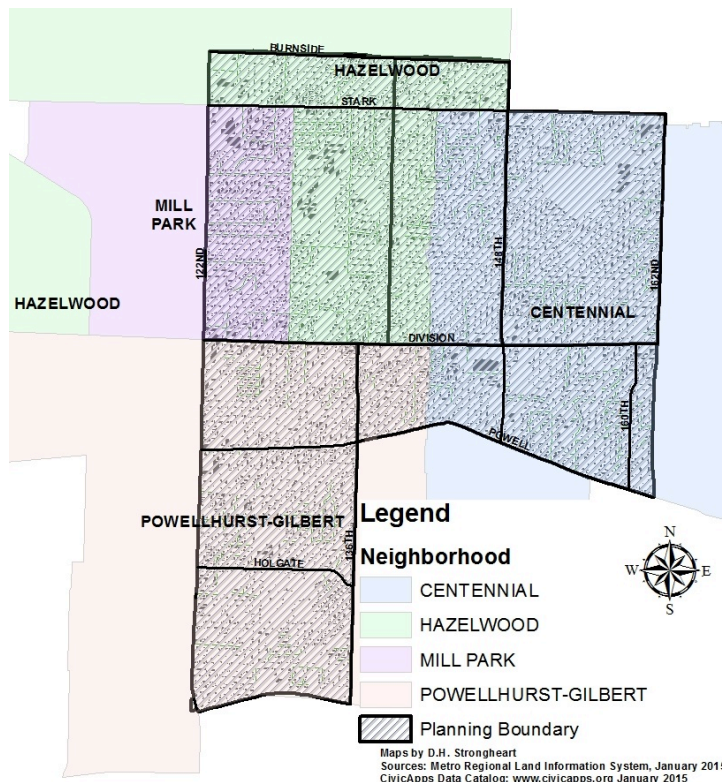 BURNSIDE
HAZELWOOD
STARK
MILL
PARK
122ND
148TH
162ND
HAZELWOOD
CENTENNIAL
DIVISION
160TH
POWELL
POWELLHURST-GILBERT
136TH
HOLGATE
Legend
Neighborhood
CENTENNIAL
HAZELWOOD
MILL PARK
POWELLHURST-GILBERT
Planning Boundary
N
W
E
S
Maps by D.H. Strongheart
Sources: Metro Regional Land Information System, January 2015
CivicApps Data Catalog: www.civicapps.org January 2015